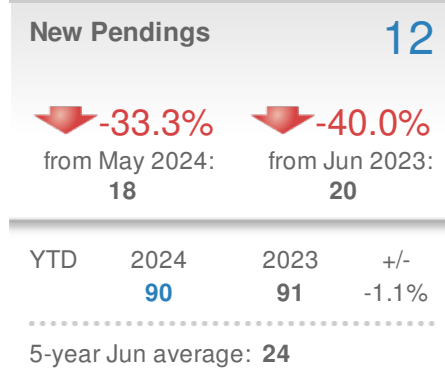 New Pendings 12
-33.3% -40.0%
from May 2024: from Jun 2023:
18 20
YTD 2024 2023 +/-
90 91 -1.1%
5-year Jun average: 24